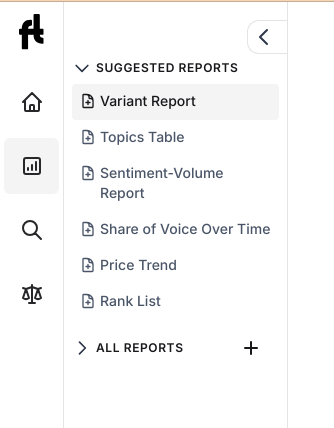 ft
SUGGESTED REPORTS
Variant Report
Topics Table
Sentiment-Volume
Report
Share of Voice Over Time
Price Trend
Rank List
ALL REPORTS